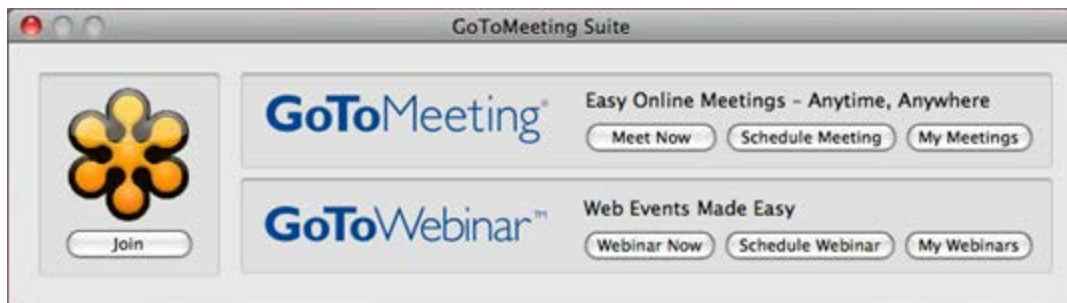 GoToMeeting Suite
Join
GoToMeeting®
Easy Online Meetings – Anytime, Anywhere
Meet Now Schedule Meeting My Meetings
GoToWebinar™
Web Events Made Easy
Webinar Now Schedule Webinar My Webinars